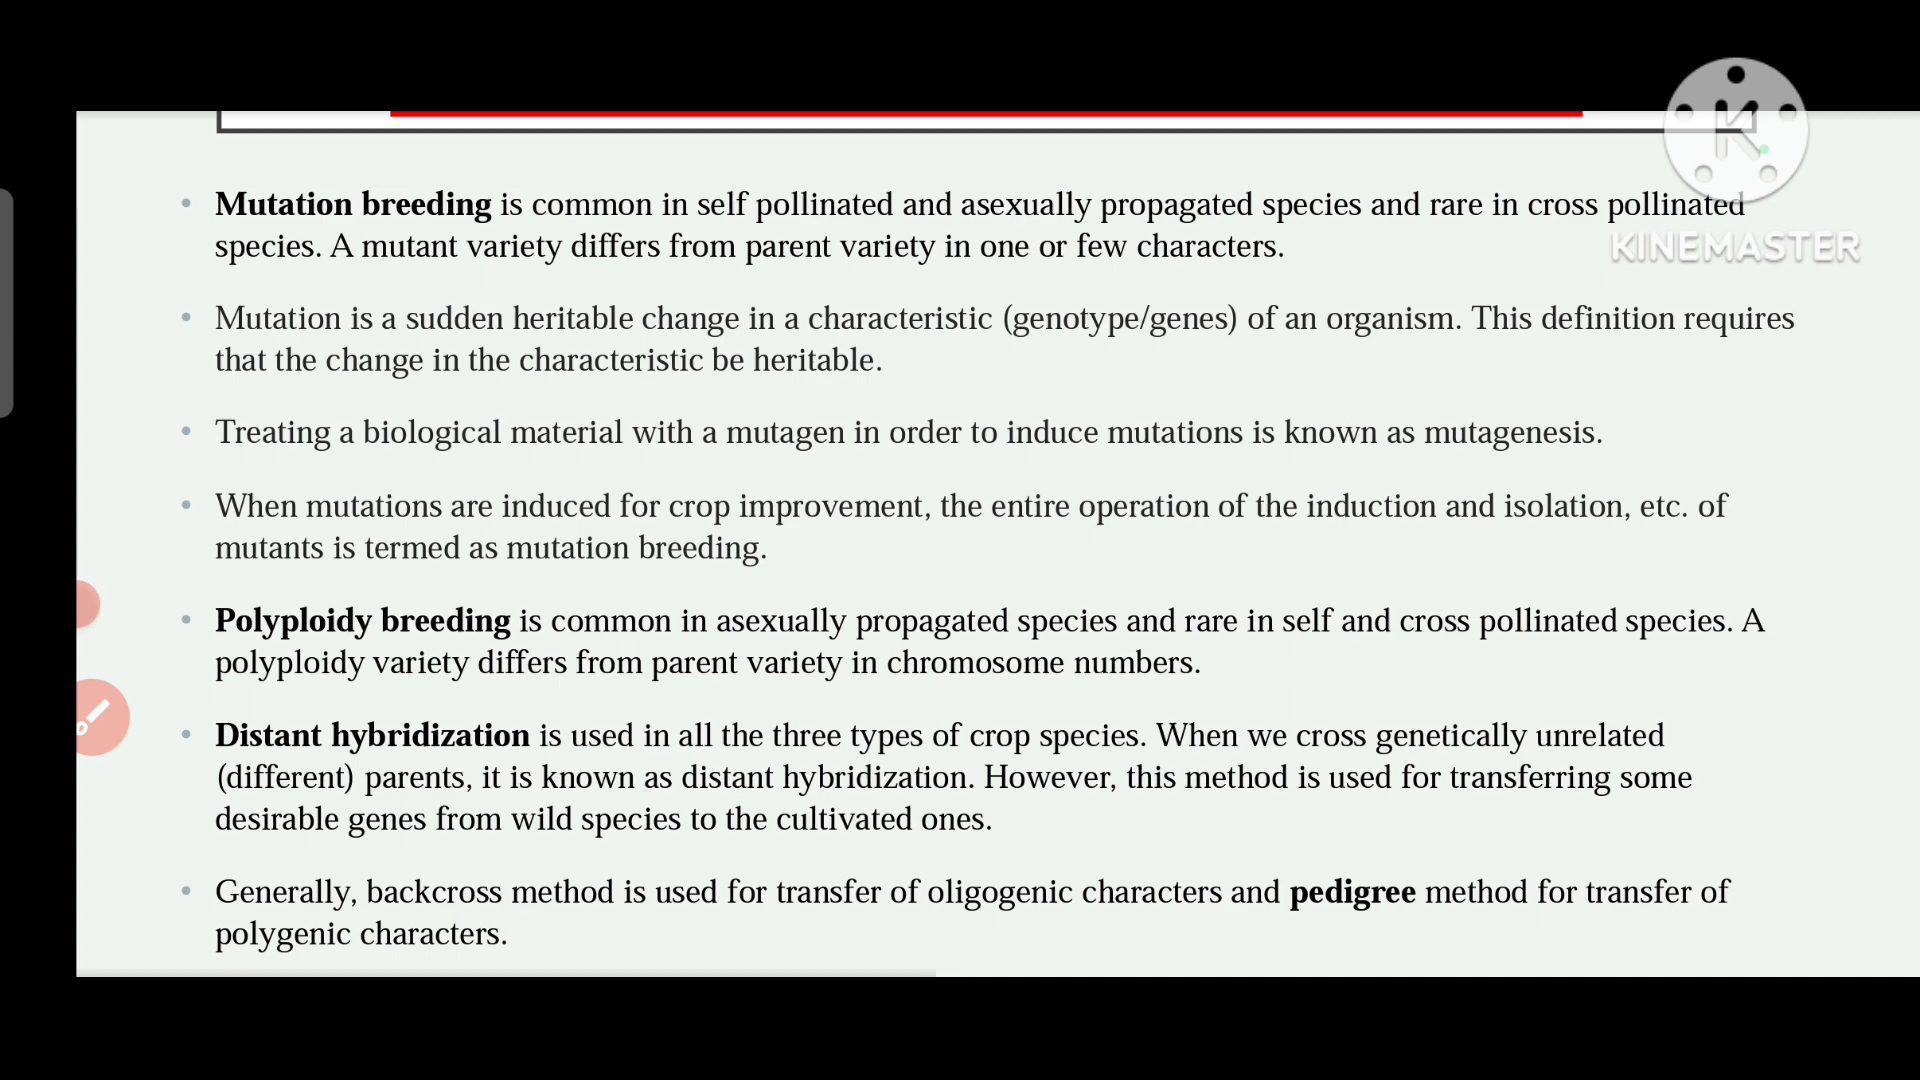 Mutation breeding is common in self pollinated and asexually propagated species and rare in cross pollinated
species. A mutant variety differs from parent variety in one or few characters.
Mutation is a sudden heritable change in a characteristic (genotype/genes) of an organism. This definition requires
that the change in the characteristic be heritable.
Treating a biological material with a mutagen in order to induce mutations is known as mutagenesis.
When mutations are induced for crop improvement, the entire operation of the induction and isolation, etc. of
mutants is termed as mutation breeding.
Polyploidy breeding is common in asexually propagated species and rare in self and cross pollinated species. A
polyploidy variety differs from parent variety in chromosome numbers.
Distant hybridization is used in all the three types of crop species. When we cross genetically unrelated
(different) parents, it is known as distant hybridization. However, this method is used for transferring some
desirable genes from wild species to the cultivated ones.
Generally, backcross method is used for transfer of oligogenic characters and pedigree method for transfer of
polygenic characters.
K
KINEMASTER